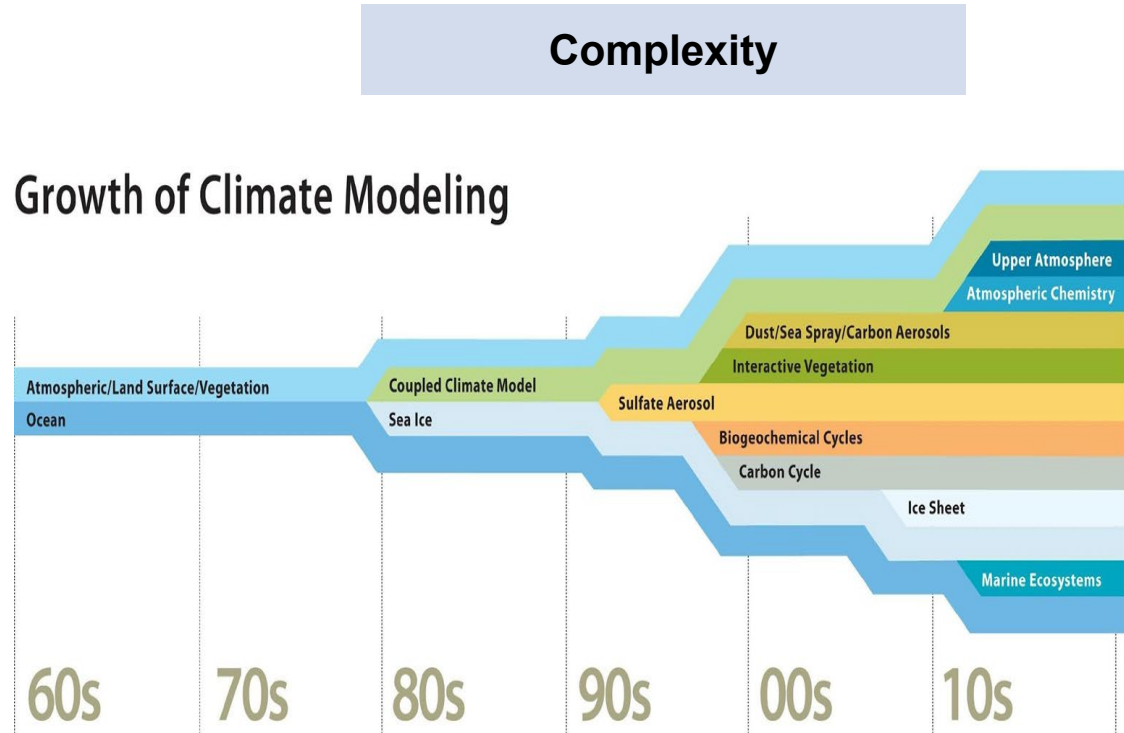 Complexity
Growth of Climate Modeling
Upper Atmosphere
Atmospheric Chemistry
Dust/Sea Spray/Carbon Aerosols
Interactive Vegetation
Atmospheric/Land Surface/Vegetation
Coupled Climate Model
Sulfate Aerosol
Ocean
Sea Ice
Biogeochemical Cycles
Carbon Cycle
Ice Sheet
Marine Ecosystems
60s
70s
80s
90s
00s
10s